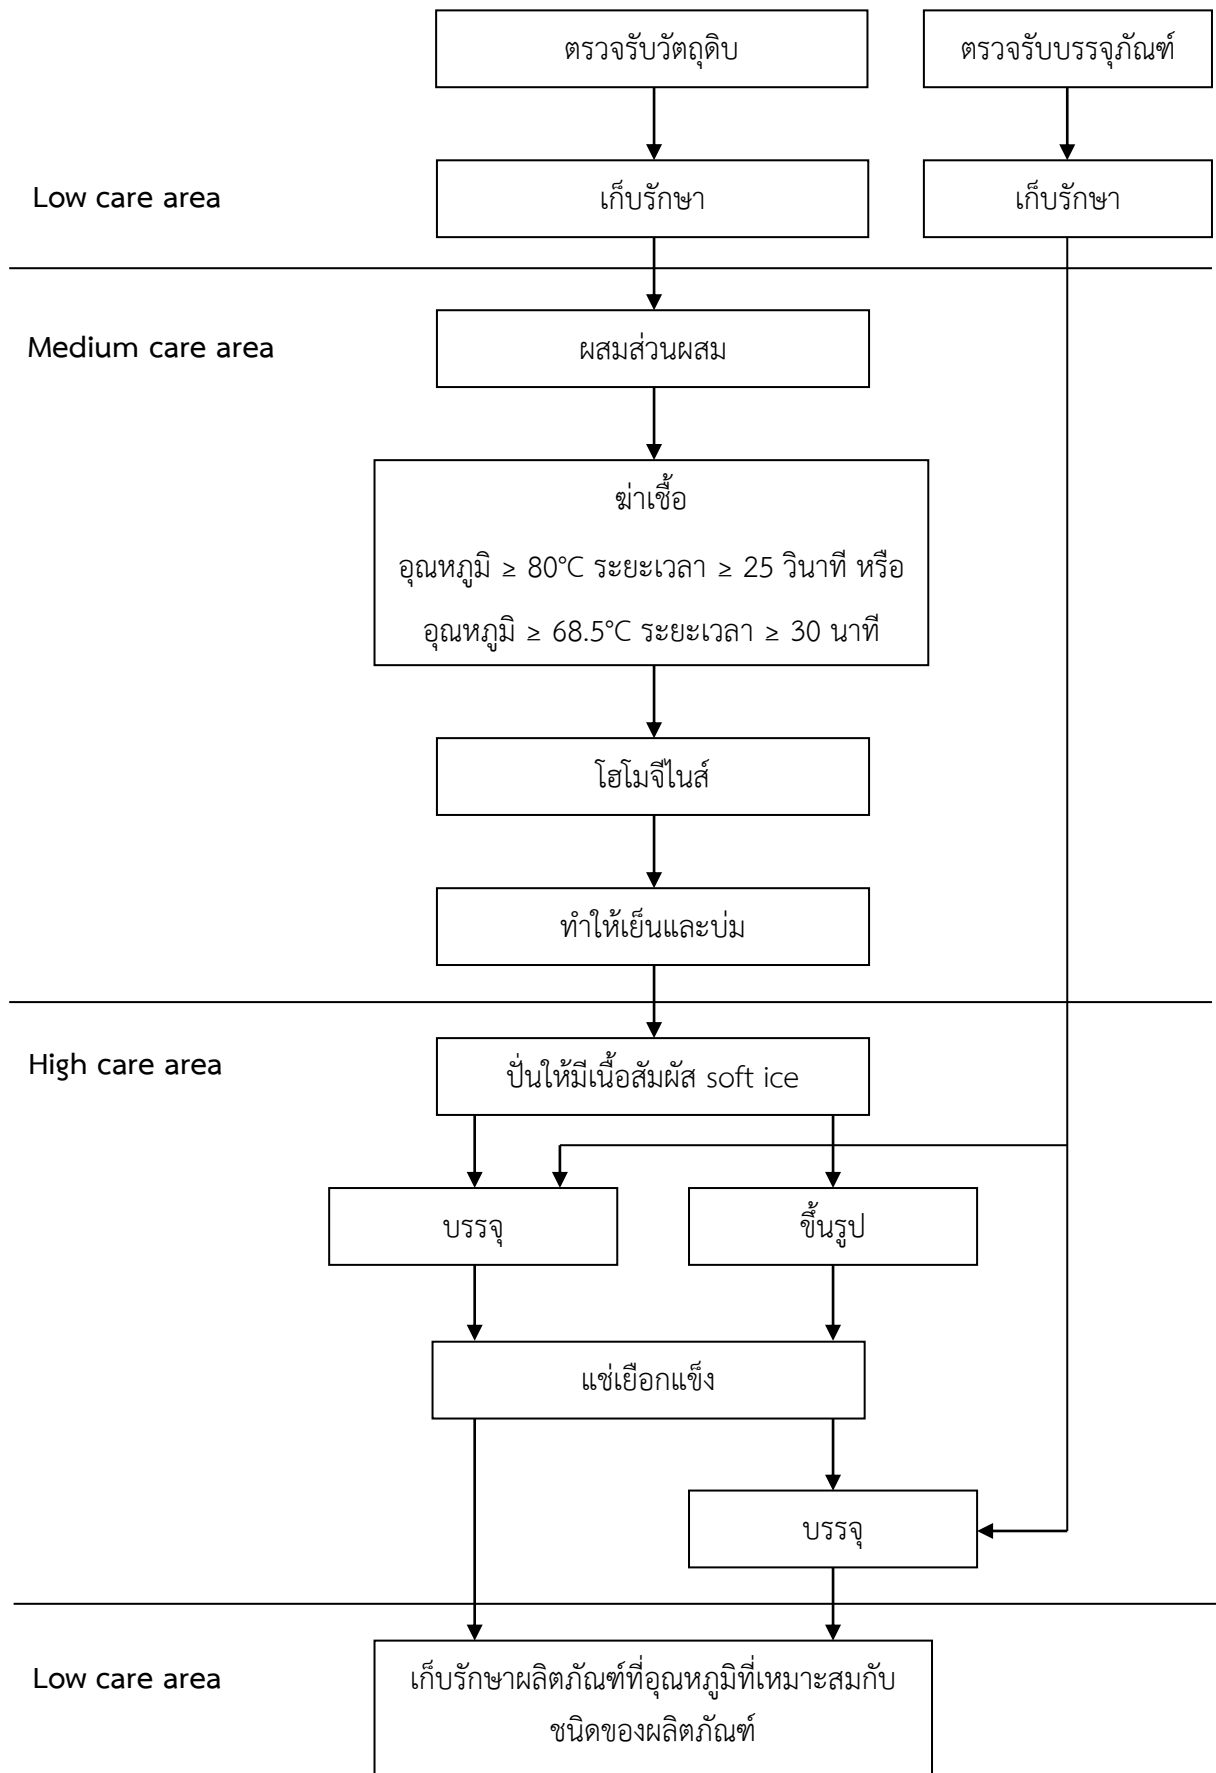 ตรวจรับวัตถุดิบ
ตรวจรับบรรจุภัณฑ์
Low care area
เก็บรักษา
เก็บรักษา
Medium care area
ผสมส่วนผสม
ฆ่าเชื้อ
อุณหภูมิ ≥ 80°C ระยะเวลา ≥ 25 วินาที หรือ
อุณหภูมิ ≥ 68.5°C ระยะเวลา ≥ 30 นาที
โฮโมจีไนส์
ทำให้เย็นและบ่ม
High care area
ปั่นให้มีเนื้อสัมผัส soft ice
บรรจุ
ขึ้นรูป
แช่เยือกแข็ง
บรรจุ
Low care area
เก็บรักษาผลิตภัณฑ์ที่อุณหภูมิที่เหมาะสมกับ
ชนิดของผลิตภัณฑ์